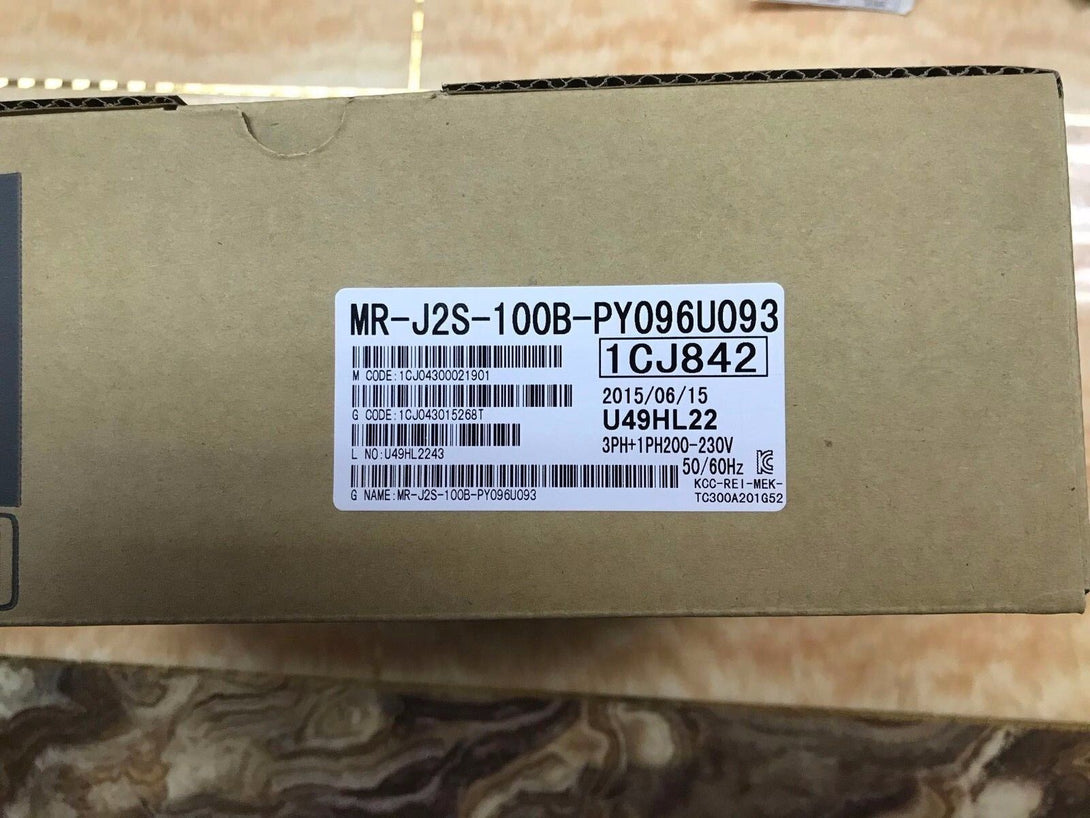 MR-J2S-100B-PY096U093
1CJ842
M CODE:1CJ04300021901
2015/06/15
G CODE:1CJ043015268T
U49HL22
L NO:U49HL2243
3PH+1PH200-230V
50/60Hz
KCC-REI-MEK-
TC300A201G52
G NAME:MR-J2S-100B-PY096U093